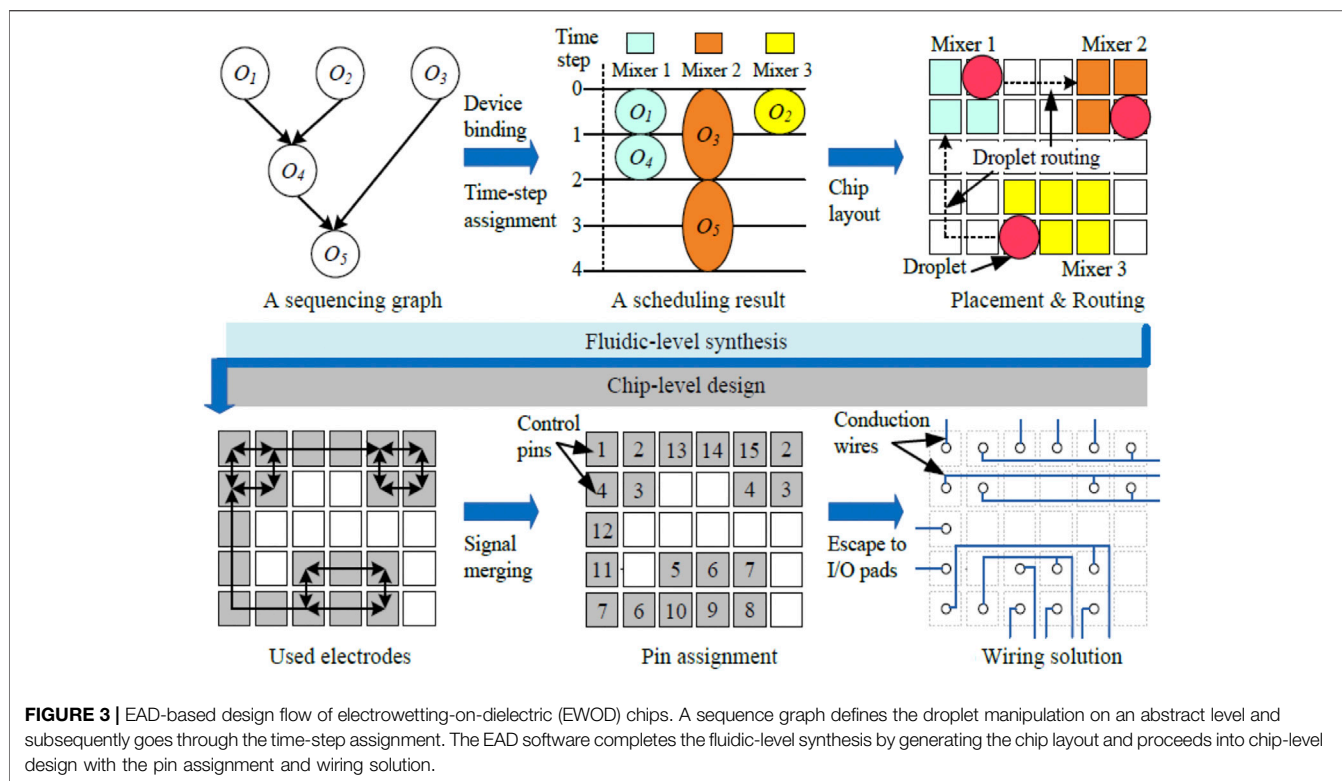 O1 O2 O3
O4
O5
A sequencing graph
Device
binding
Time-step
assignment
Time
step
Mixer 1 Mixer 2 Mixer 3
0
1
2
3
4
O1 O3 O2
O4
O5
A scheduling result
Chip
layout
Mixer 1 Mixer 2
Droplet routing
Droplet
Mixer 3
Placement & Routing
Fluidic-level synthesis
Chip-level design
Used electrodes
Signal
merging
Control
pins
1 2 13 14 15 2
4 3 4 3
12
11 5 6 7
7 6 10 9 8
Pin assignment
Escape to
I/O pads
Conduction
wires
Wiring solution
FIGURE 3 | EAD-based design flow of electrowetting-on-dielectric (EWOD) chips. A sequence graph defines the droplet manipulation on an abstract level and
subsequently goes through the time-step assignment. The EAD software completes the fluidic-level synthesis by generating the chip layout and proceeds into chip-level
design with the pin assignment and wiring solution.